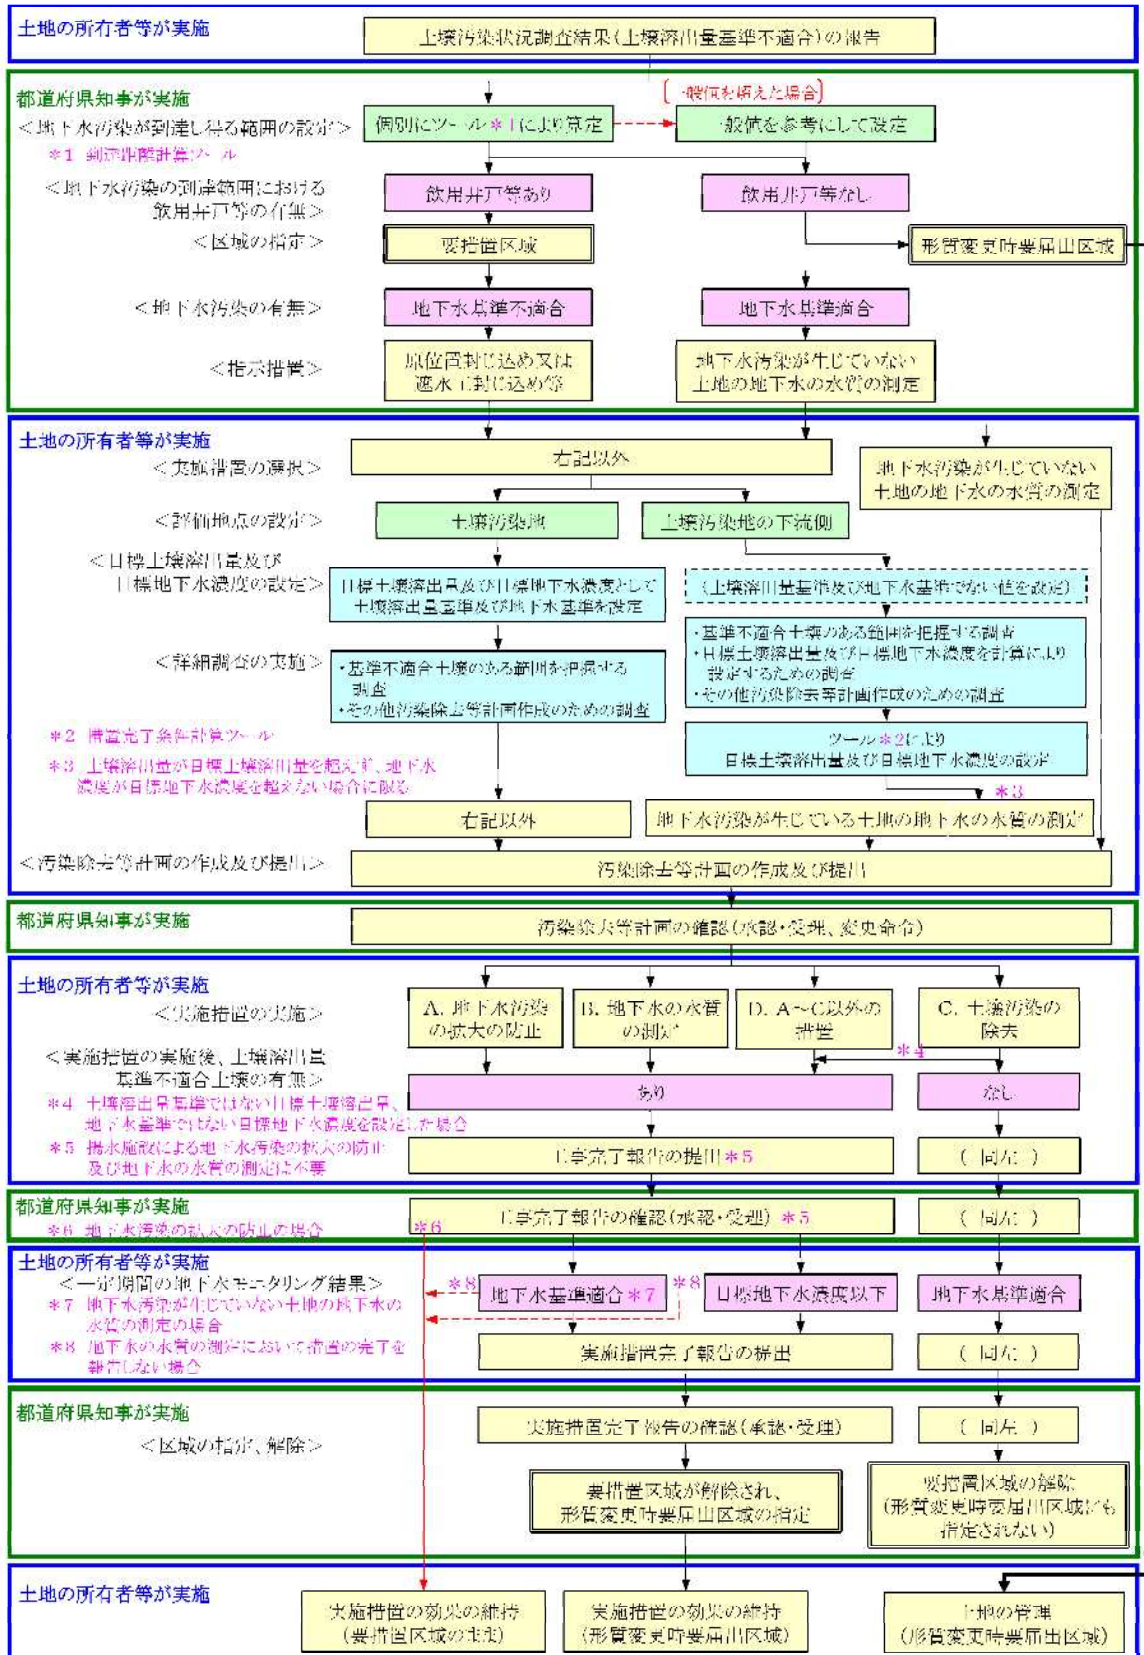 土地の所有者等が実施
土壌汚染状況調査結果(土壌溶出量基準不適合)の報告
都道府県知事が実施
(一般値を超えた場合)
＜地下水汚染が到達し得る範囲の設定＞
個別にツール＊1により算定
一般値を参考にして設定
＊1 到達距離計算ツール
＜地下水汚染の到達範囲における
飲用井戸等の有無＞
飲用井戸等あり
飲用井戸等なし
＜区域の指定＞
要措置区域
形質変更時要届出区域
＜地下水汚染の有無＞
地下水基準不適合
地下水基準適合
＜指示措置＞
原位置封じ込め又は
遮水工封じ込め等
地下水汚染が生じていない
土地の地下水の水質の測定
土地の所有者等が実施
＜実施措置の選択＞
右記以外
地下水汚染が生じていない
土地の地下水の水質の測定
＜評価地点の設定＞
土壌汚染地
土壌汚染地の下流側
＜目標土壌溶出量及び
目標地下水濃度の設定＞
目標土壌溶出量及び目標地下水濃度として
土壌溶出量基準及び地下水基準を設定
(土壌溶出量基準及び地下水基準でない値を設定)
＜詳細調査の実施＞
・基準不適合土壌のある範囲を把握する
調査
・その他汚染除去等計画作成のための調査
・基準不適合土壌のある範囲を把握する調査
・目標土壌溶出量及び目標地下水濃度を計算により
設定するための調査
・その他汚染除去等計画作成のための調査
＊2 措置完了条件計算ツール
ツール＊2により
目標土壌溶出量及び目標地下水濃度の設定
＊3 土壌溶出量が目標土壌溶出量を超えず、地下水
濃度が目標地下水濃度を超えない場合に限る
＊3
右記以外
地下水汚染が生じている土地の地下水の水質の測定
＜汚染除去等計画の作成及び提出＞
汚染除去等計画の作成及び提出
都道府県知事が実施
汚染除去等計画の確認(承認・受理、変更命令)
土地の所有者等が実施
＜実施措置の実施＞
A. 地下水汚染
の拡大の防止
B. 地下水の水質
の測定
D. A～C以外の
措置
C. 土壌汚染の
除去
＊4
＜実施措置の実施後、土壌溶出量
基準不適合土壌の有無＞
あり
なし
＊4 土壌溶出量基準ではない目標土壌溶出量、
地下水基準ではない目標地下水濃度を設定した場合
＊5 揚水施設による地下水汚染の拡大の防止
及び地下水の水質の測定は不要
工事完了報告の提出＊5
( 同左 )
都道府県知事が実施
＊6 地下水汚染の拡大の防止の場合
＊6
工事完了報告の確認(承認・受理) ＊5
( 同左 )
土地の所有者等が実施
＜一定期間の地下水モニタリング結果＞
＊8
地下水基準適合＊7
＊8
目標地下水濃度以下
地下水基準適合
＊7 地下水汚染が生じていない土地の地下水の
水質の測定の場合
＊8 地下水の水質の測定において措置の完了を
報告しない場合
実施措置完了報告の提出
( 同左 )
都道府県知事が実施
実施措置完了報告の確認(承認・受理)
( 同左 )
＜区域の指定、解除＞
要措置区域が解除され、
形質変更時要届出区域の指定
要措置区域の解除
(形質変更時要届出区域にも
指定されない)
土地の所有者等が実施
実施措置の効果の維持
(要措置区域のまま)
実施措置の効果の維持
(形質変更時要届出区域)
土地の管理
(形質変更時要届出区域)